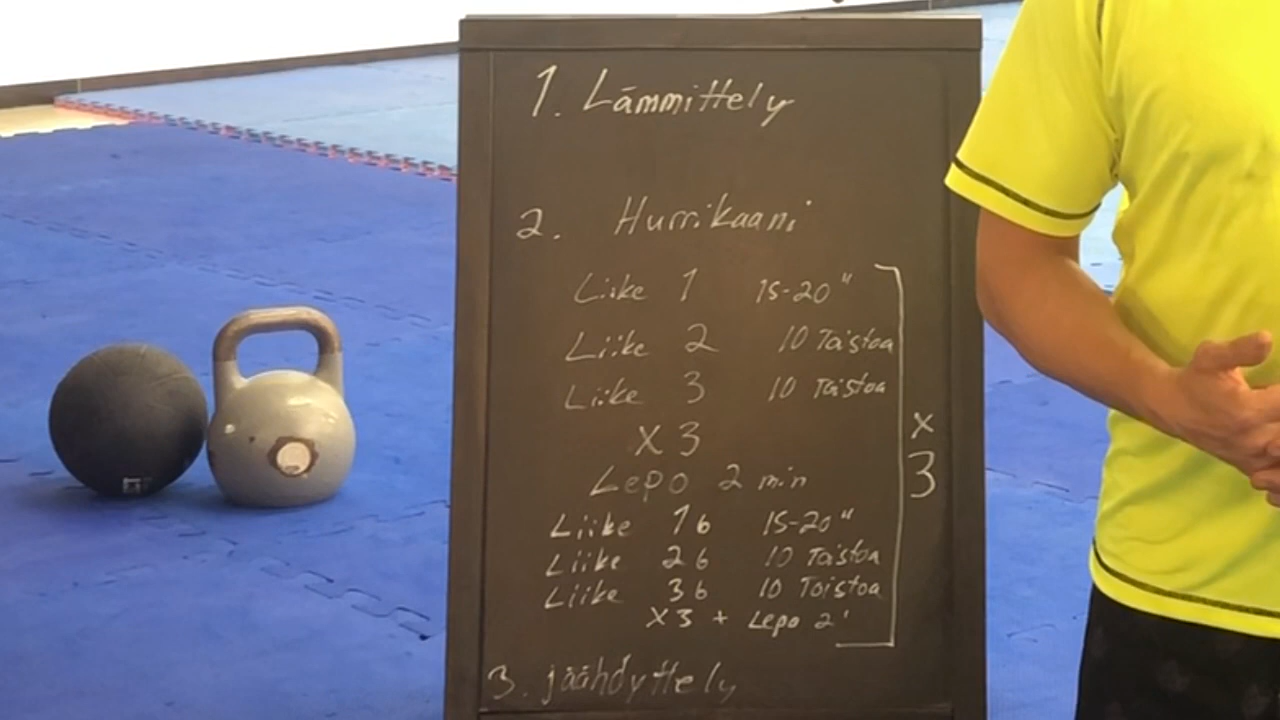 1. Lämmittely
2. Hurrikaani
Liike 1 15-20"
Liike 2 10 Toistoa
Liike 3 10 Toistoa
X 3
Lepo 2 min
Liike 1b 15-20"
Liike 2b 10 Toistoa
Liike 3b 10 Toistoa
X3 + Lepo 2'
x 3
3. jäähdyttely